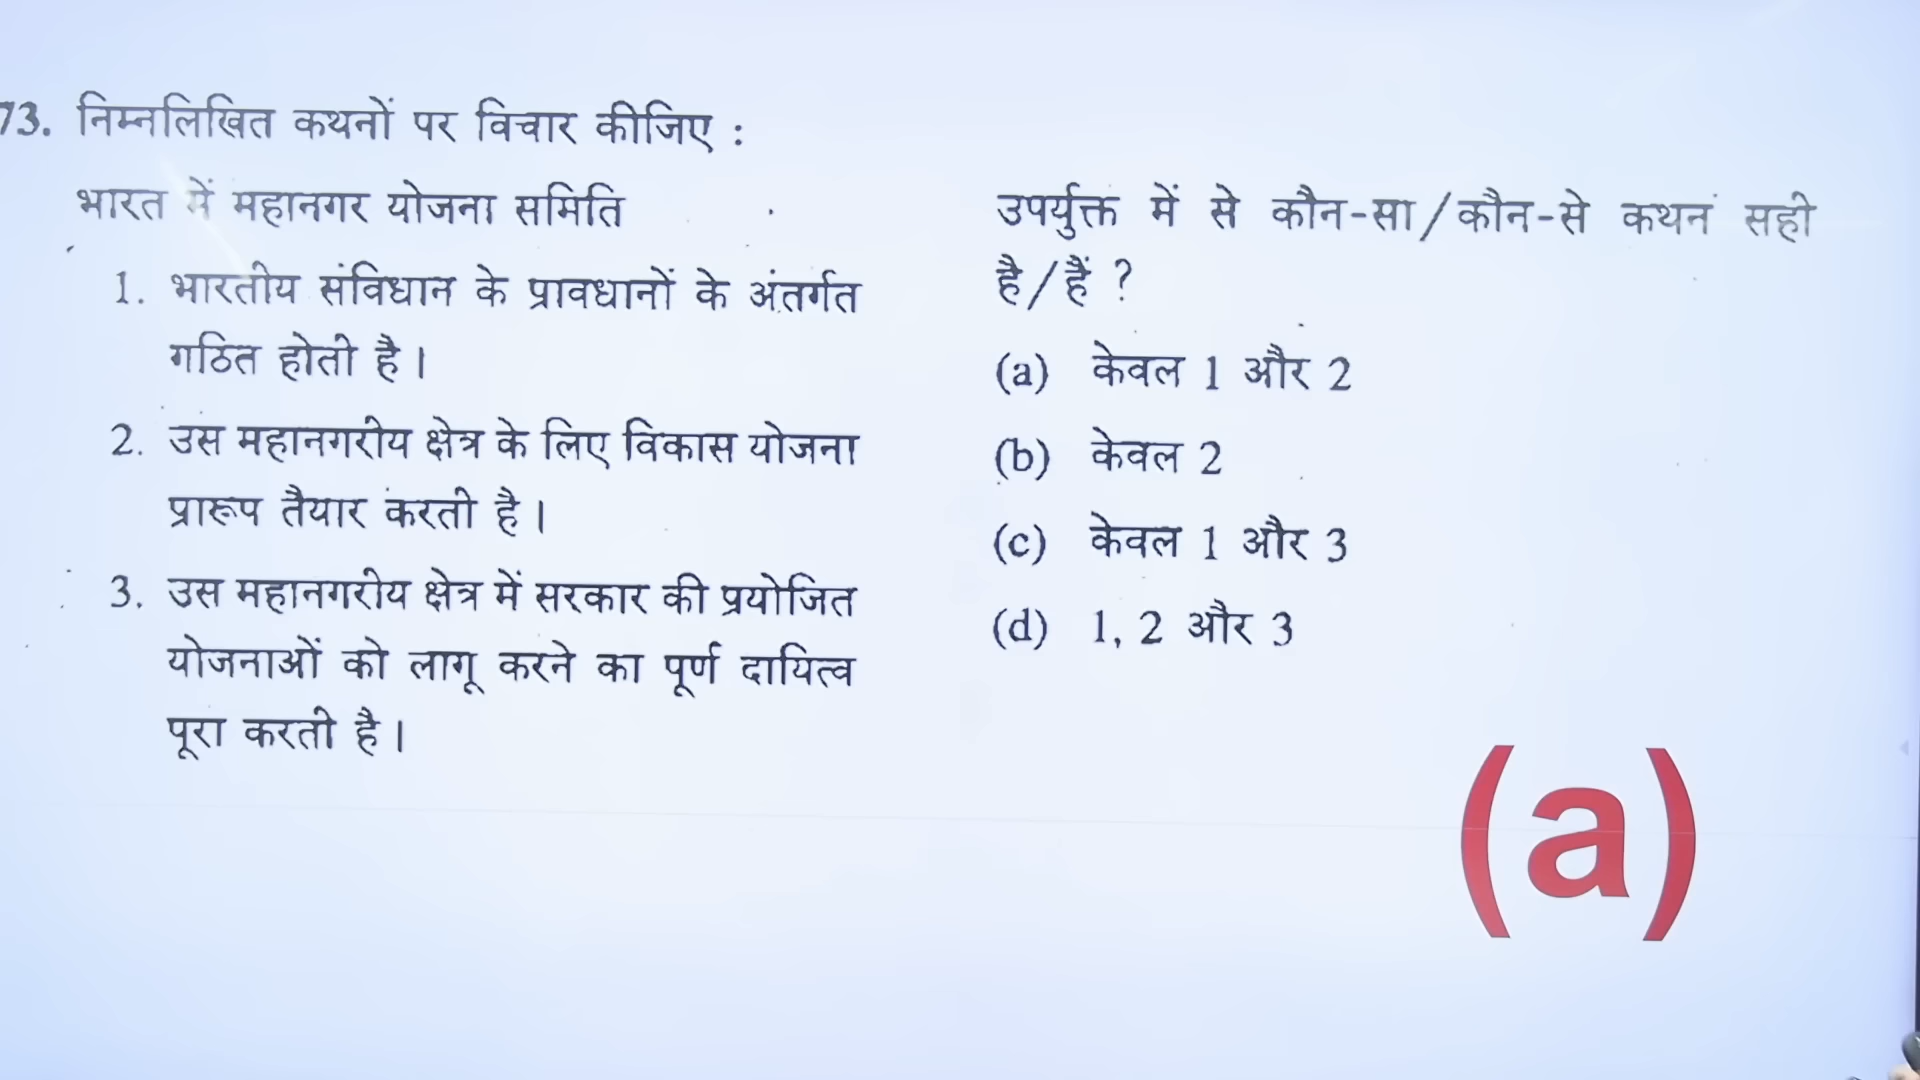 73. निम्नलिखित कथनों पर विचार कीजिए :
भारत में महानगर योजना समिति
1. भारतीय संविधान के प्रावधानों के अंतर्गत
गठित होती है।
2. उस महानगरीय क्षेत्र के लिए विकास योजना
प्रारूप तैयार करती है।
3. उस महानगरीय क्षेत्र में सरकार की प्रयोजित
योजनाओं को लागू करने का पूर्ण दायित्व
पूरा करती है।
उपर्युक्त में से कौन-सा/कौन-से कथन सही
है/हैं ?
(a) केवल 1 और 2
(b) केवल 2
(c) केवल 1 और 3
(d) 1, 2 और 3
(a)